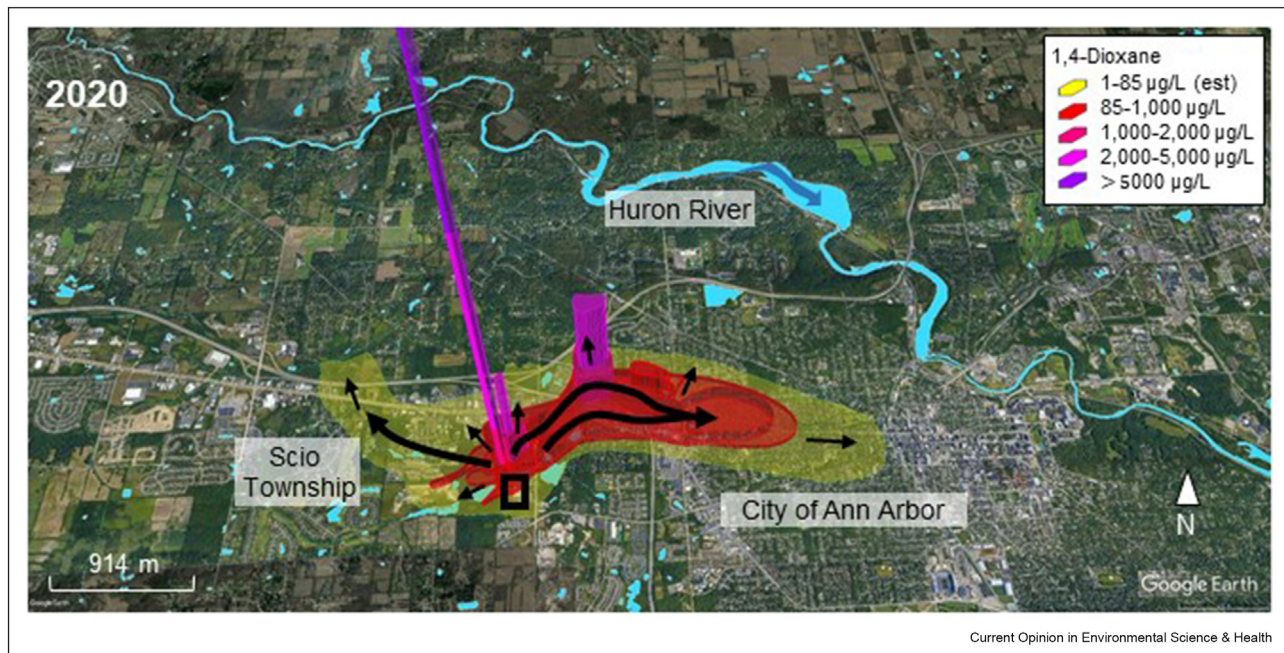 2020
1,4-Dioxane
1-85 µg/L (est)
85-1,000 µg/L
1,000-2,000 µg/L
2,000-5,000 µg/L
> 5000 µg/L
Huron River
Scio
Township
City of Ann Arbor
N
914 m
Google Earth
Google Earth
Current Opinion in Environmental Science & Health